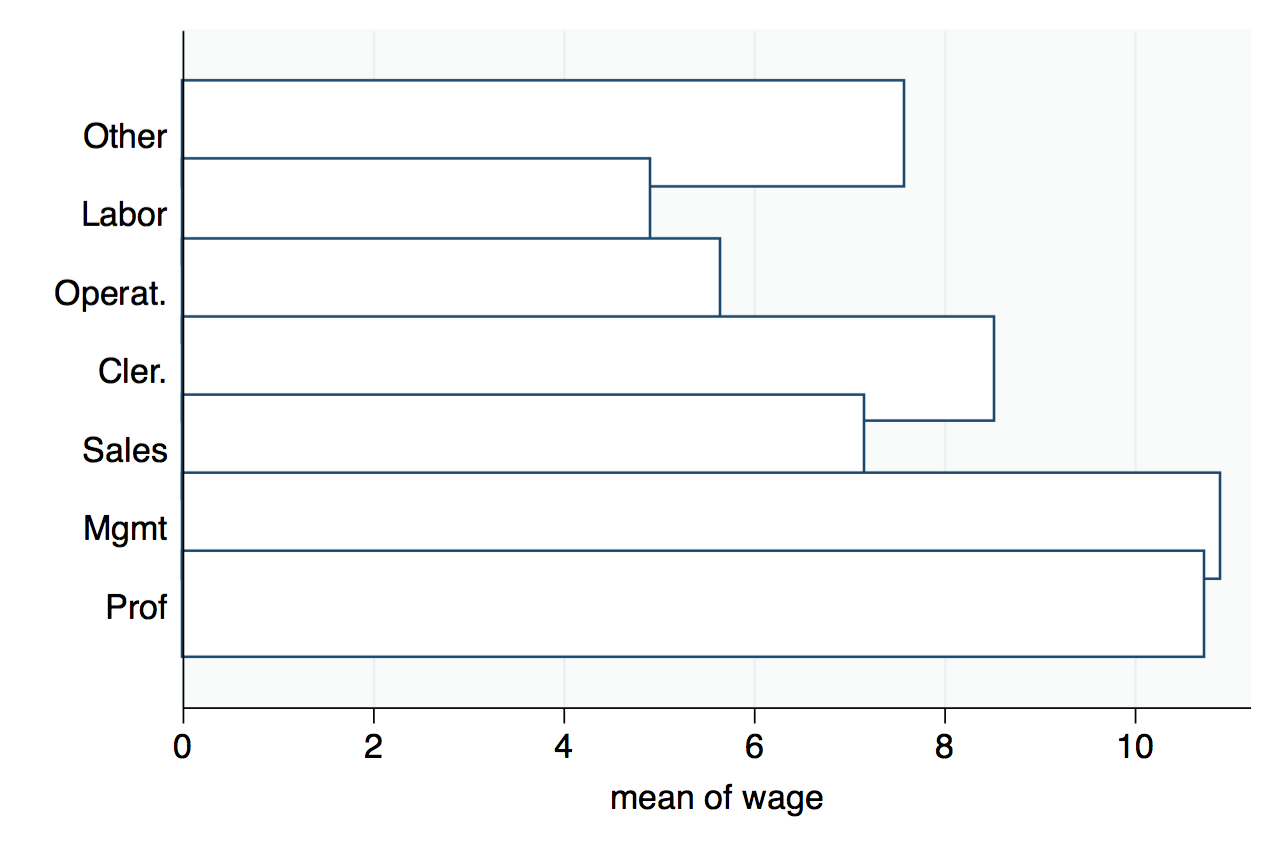 Other
Labor
Operat.
Cler.
Sales
Mgmt
Prof
0 2 4 6 8 10
mean of wage